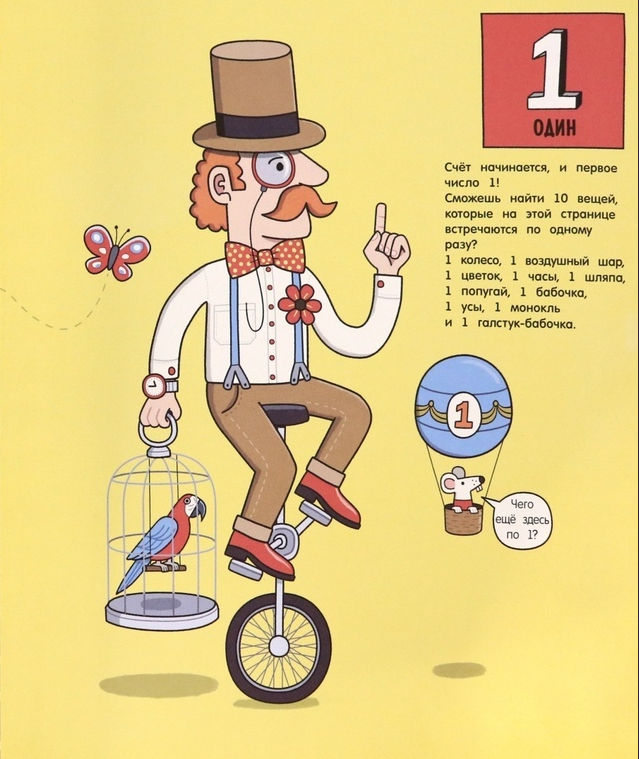 1
ОДИН
Счёт начинается, и первое
число 1!
Сможешь найти 10 вещей,
которые на этой странице
встречаются по одному
разу?
1 колесо, 1 воздушный шар,
1 цветок, 1 часы, 1 шляпа,
1 попугай, 1 бабочка,
1 усы, 1 монокль
и 1 галстук-бабочка.
1
Чего
ещё здесь
по 1?